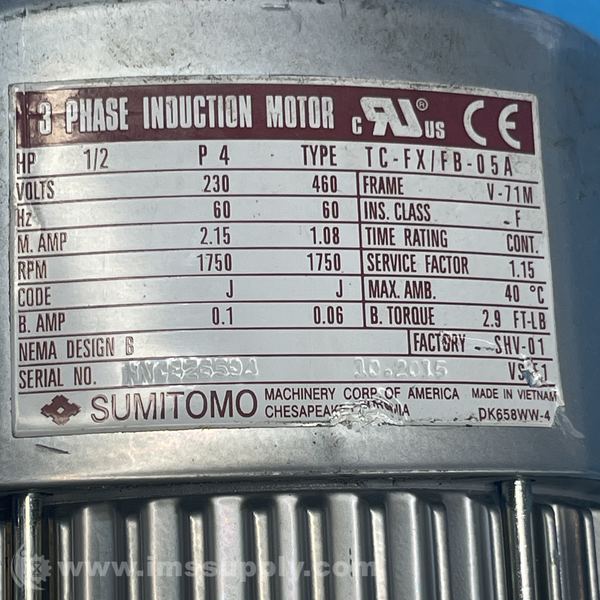 3 PHASE INDUCTION MOTOR c RU® US CE
HP 1/2 P 4 TYPE TC-FX/FB-05A
VOLTS 230 460 FRAME V-71M
Hz 60 60 INS. CLASS F
M. AMP 2.15 1.08 TIME RATING CONT.
RPM 1750 1750 SERVICE FACTOR 1.15
CODE J J MAX. AMB. 40 °C
B. AMP 0.1 0.06 B. TORQUE 2.9 FT-LB
NEMA DESIGN B FACTORY SHV-01
SERIAL NO. 10.2015
SUMITOMO MACHINERY CORP. OF AMERICA MADE IN VIETNAM
CHESAPEAKE DK658WW-4
www.imssupply.com